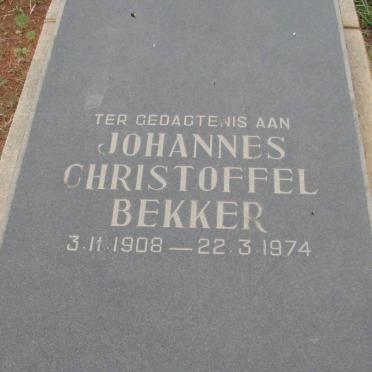 TER GEDAGTENIS AAN
JOHANNES
CHRISTOFFEL
BEKKER
3.11.1908 — 22.3.1974